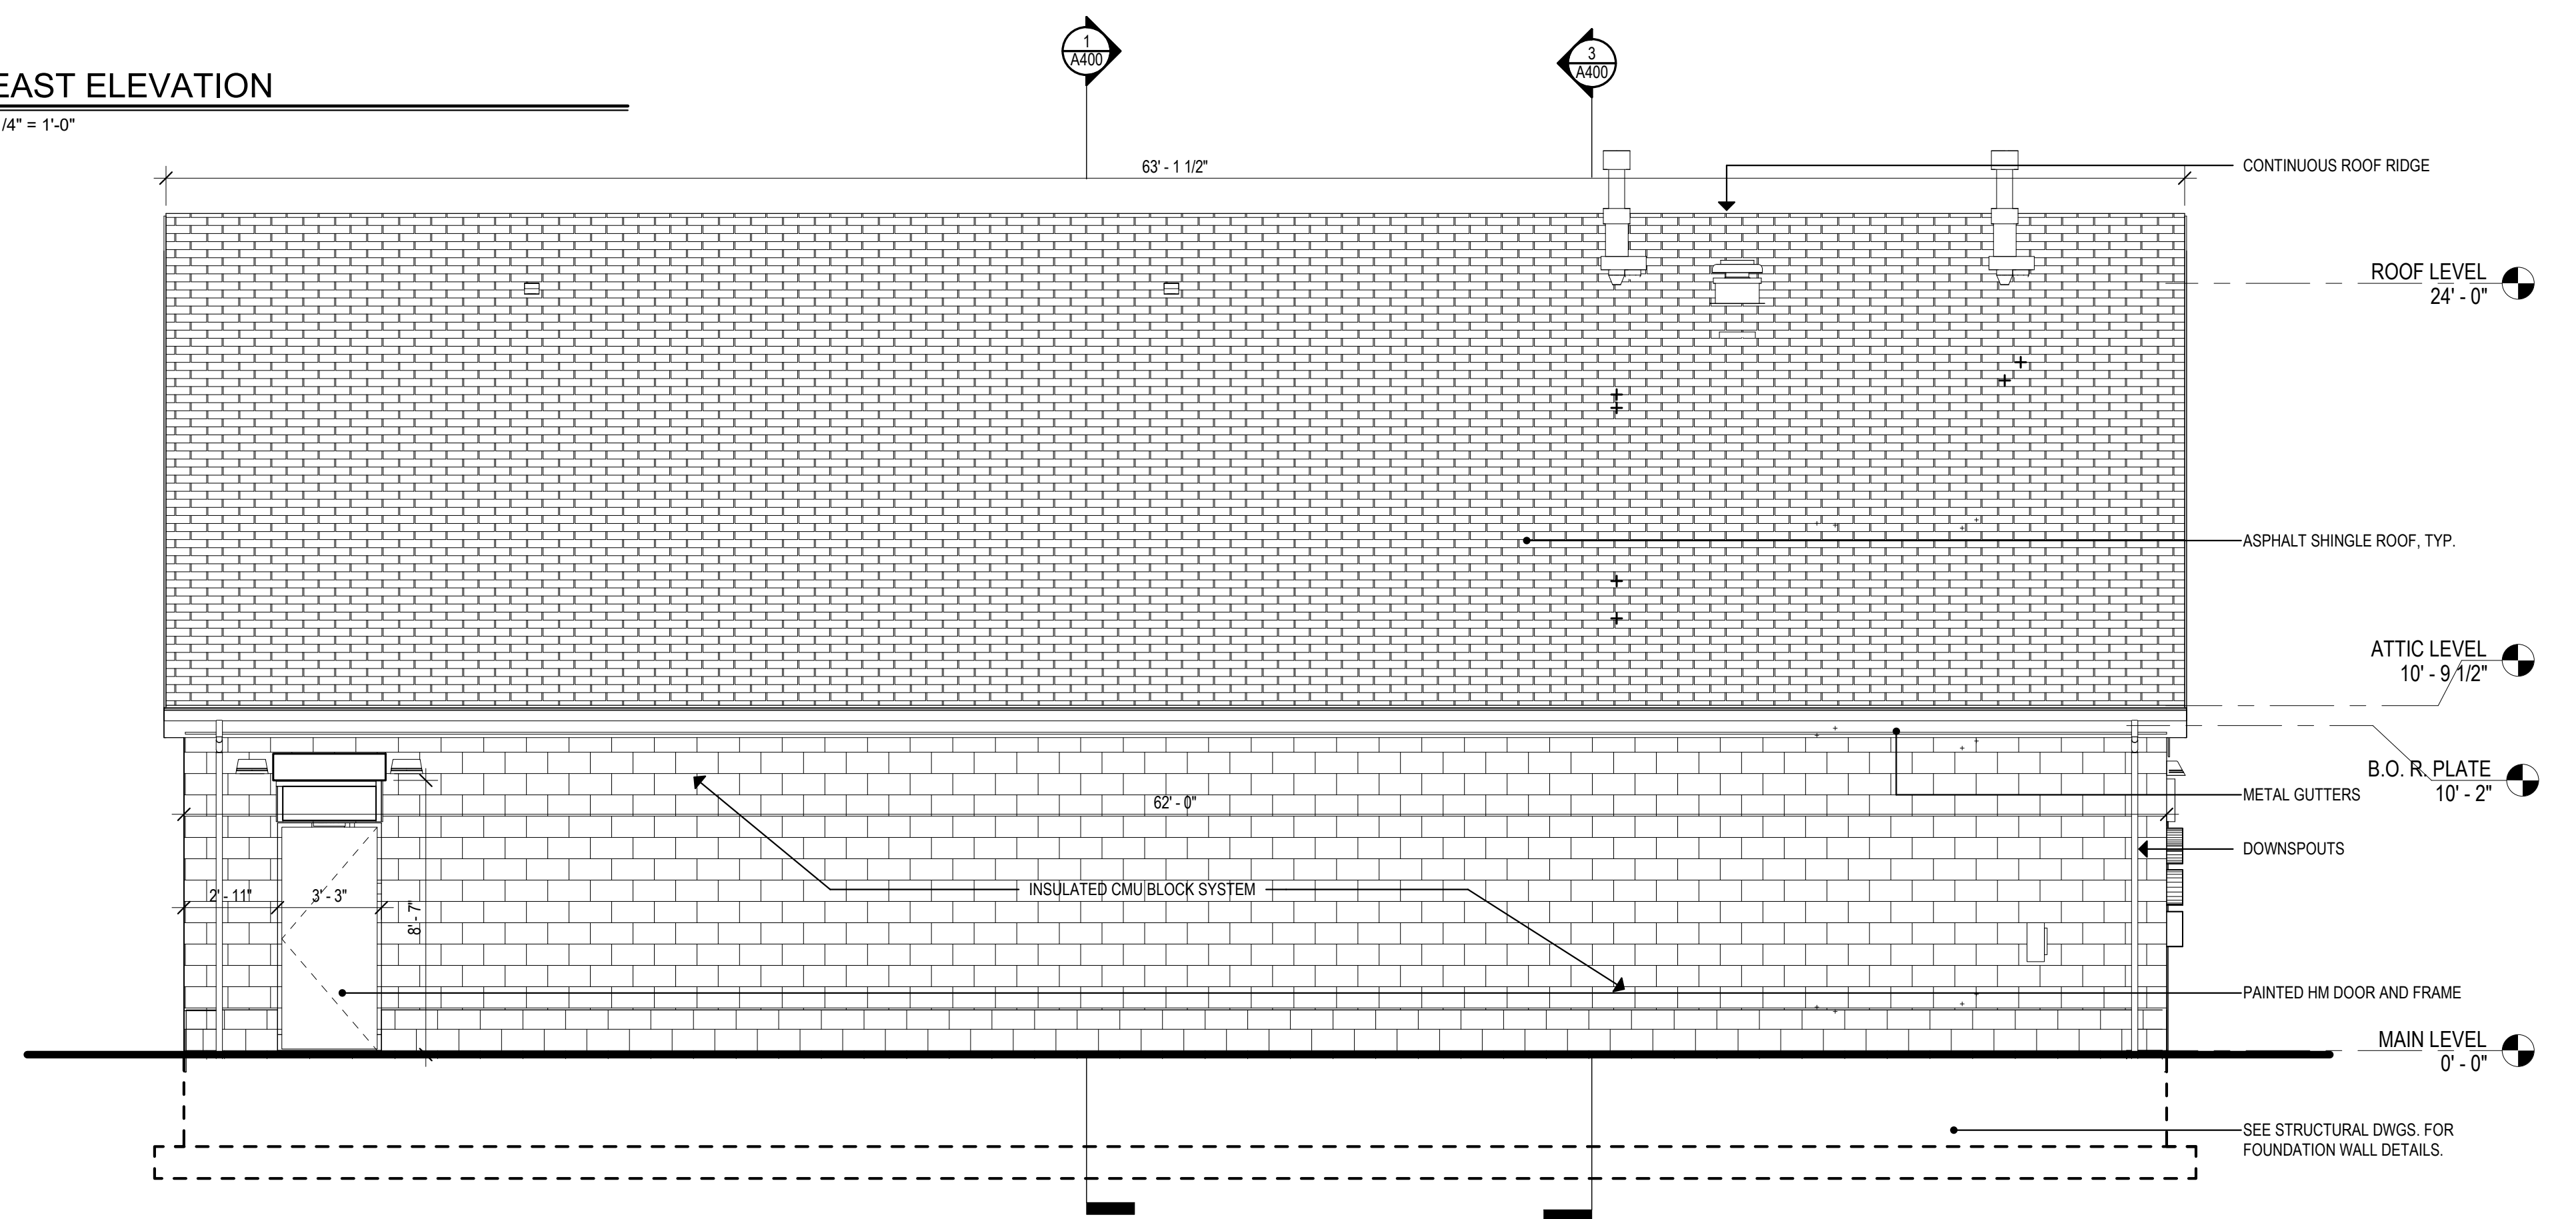 1
A400
3
A400
EAST ELEVATION
/4" = 1'-0"
63' - 1 1/2"
CONTINUOUS ROOF RIDGE
ROOF LEVEL
24' - 0"
ASPHALT SHINGLE ROOF, TYP.
ATTIC LEVEL
10' - 9 1/2"
B.O. R. PLATE
10' - 2"
METAL GUTTERS
62' - 0"
DOWNSPOUTS
2' - 11"
3' - 3"
8' - 7"
INSULATED CMU BLOCK SYSTEM
PAINTED HM DOOR AND FRAME
MAIN LEVEL
0' - 0"
SEE STRUCTURAL DWGS. FOR
FOUNDATION WALL DETAILS.